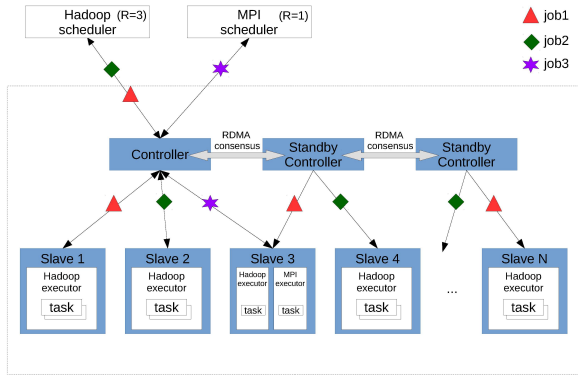 Hadoop (R=3)
scheduler
MPI (R=1)
scheduler
job1
job2
job3
RDMA
consensus
RDMA
consensus
Controller
Standby
Controller
Standby
Controller
Slave 1
Hadoop
executor
task
Slave 2
Hadoop
executor
task
Slave 3
Hadoop
executor
task
MPI
executor
task
Slave 4
Hadoop
executor
task
...
Slave N
Hadoop
executor
task